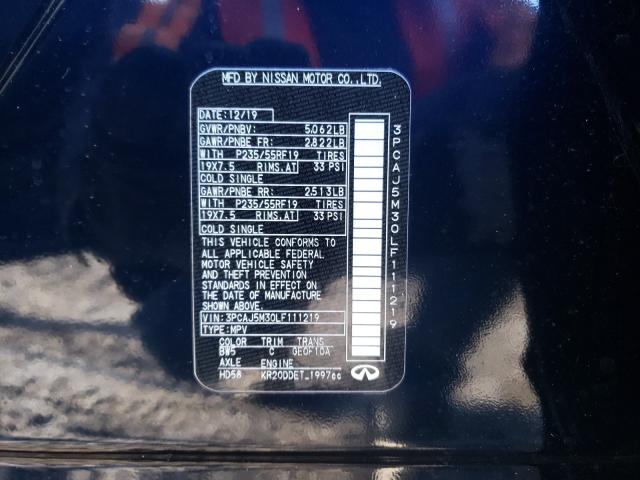 MFD BY NISSAN MOTOR CO.,LTD.
DATE: 12/19
GVWR/PNBV: 5,062LB
GAWR/PNBE FR: 2,822LB
WITH P235/55RF19 TIRES
19X7.5 RIMS.AT 33 PSI
COLD SINGLE
GAWR/PNBE RR: 2,513LB
WITH P235/55RF19 TIRES
19X7.5 RIMS.AT 33 PSI
COLD SINGLE
THIS VEHICLE CONFORMS TO
ALL APPLICABLE FEDERAL
MOTOR VEHICLE SAFETY
AND THEFT PREVENTION
STANDARDS IN EFFECT ON
THE DATE OF MANUFACTURE
SHOWN ABOVE.
VIN: 3PCAJ5M30LF111219
TYPE: MPV
COLOR TRIM TRANS
BW5 C GE0F10A
AXLE ENGINE
HD58 KR20DDET_1997cc
3PCAJ5M30LF111219